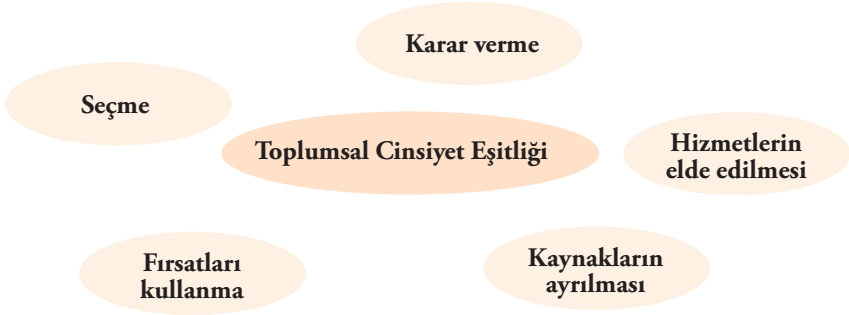 Karar verme
Seçme
Toplumsal Cinsiyet Eşitliği
Hizmetlerin
elde edilmesi
Fırsatları
kullanma
Kaynakların
ayrılması